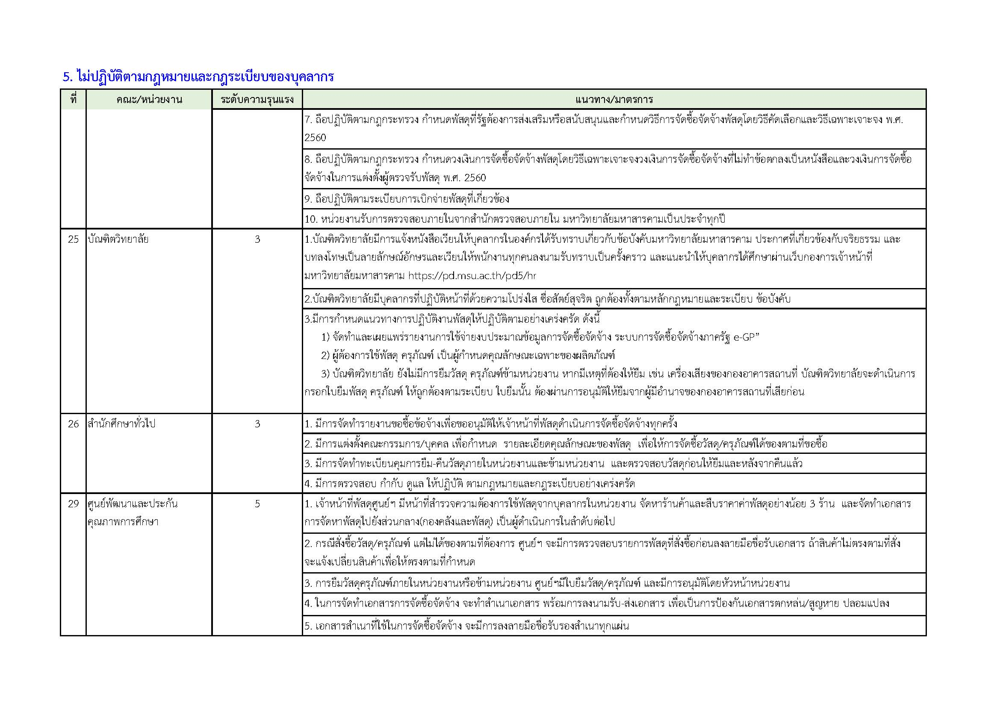 5. ไม่ปฏิบัติตามกฎหมายและกฎระเบียบของบุคลากร
ที่ คณะ/หน่วยงาน ระดับความรุนแรง แนวทาง/มาตรการ
7. ถือปฏิบัติตามกฎกระทรวง กำหนดพัสดุที่รัฐต้องการส่งเสริมหรือสนับสนุนและกำหนดวิธีการจัดซื้อจัดจ้างพัสดุโดยวิธีคัดเลือกและวิธีเฉพาะเจาะจง พ.ศ.
2560
8. ถือปฏิบัติตามกฎกระทรวง กำหนดวงเงินการจัดซื้อจัดจ้างพัสดุโดยวิธีเฉพาะเจาะจงวงเงินการจัดซื้อจัดจ้างที่ไม่ทำข้อตกลงเป็นหนังสือและวงเงินการจัดซื้อ
จัดจ้างในการแต่งตั้งผู้ตรวจรับพัสดุ พ.ศ. 2560
9. ถือปฏิบัติตามระเบียบการเบิกจ่ายพัสดุที่เกี่ยวข้อง
10. หน่วยงานรับการตรวจสอบภายในจากสำนักตรวจสอบภายใน มหาวิทยาลัยมหาสารคามเป็นประจำทุกปี
25 บัณฑิตวิทยาลัย 3 1.บัณฑิตวิทยาลัยมีการแจ้งหนังสือเวียนให้บุคลากรในองค์กรได้รับทราบเกี่ยวกับข้อบังคับมหาวิทยาลัยมหาสารคาม ประกาศที่เกี่ยวข้องกับจริยธรรม และ
บทลงโทษเป็นลายลักษณ์อักษรและเวียนให้พนักงานทุกคนลงนามรับทราบเป็นครั้งคราว และแนะนำให้บุคลากรได้ศึกษาผ่านเว็บกองการเจ้าหน้าที่
มหาวิทยาลัยมหาสารคาม https://pd.msu.ac.th/pd5/hr
2.บัณฑิตวิทยาลัยมีบุคลากรที่ปฏิบัติหน้าที่ด้วยความโปร่งใส ซื่อสัตย์สุจริต ถูกต้องทั้งตามหลักกฎหมายและระเบียบ ข้อบังคับ
3.มีการกำหนดแนวทางการปฏิบัติงานพัสดุให้ปฏิบัติตามอย่างเคร่งครัด ดังนี้
1) จัดทำและเผยแพร่รายงานการใช้จ่ายงบประมาณข้อมูลการจัดซื้อจัดจ้าง ระบบการจัดซื้อจัดจ้างภาครัฐ e-GP”
2) ผู้ต้องการใช้พัสดุ ครุภัณฑ์ เป็นผู้กำหนดคุณลักษณะเฉพาะของผลิตภัณฑ์
3) บัณฑิตวิทยาลัย ยังไม่มีการยืมวัสดุ ครุภัณฑ์ข้ามหน่วยงาน หากมีเหตุที่ต้องให้ยืม เช่น เครื่องเสียงของกองอาคารสถานที่ บัณฑิตวิทยาลัยจะดำเนินการ
กรอกใบยืมพัสดุ ครุภัณฑ์ ให้ถูกต้องตามระเบียบ ใบยืมนั้น ต้องผ่านการอนุมัติให้ยืมจากผู้มีอำนาจของกองอาคารสถานที่เสียก่อน
26 สำนักศึกษาทั่วไป 3 1. มีการจัดทำรายงานขอซื้อข้อจ้างเพื่อขออนุมัติให้เจ้าหน้าที่พัสดุดำเนินการจัดซื้อจัดจ้างทุกครั้ง
2. มีการแต่งตั้งคณะกรรมการ/บุคคล เพื่อกำหนด รายละเอียดคุณลักษณะของพัสดุ เพื่อให้การจัดซื้อวัสดุ/ครุภัณฑ์ได้ของตามที่ขอซื้อ
3. มีการจัดทำทะเบียนคุมการยืม-คืนวัสดุภายในหน่วยงานและข้ามหน่วยงาน และตรวจสอบวัสดุก่อนให้ยืมและหลังจากคืนแล้ว
4. มีการตรวจสอบ กำกับ ดูแล ให้ปฏิบัติ ตามกฎหมายและกฎระเบียบอย่างเคร่งครัด
29 ศูนย์พัฒนาและประกัน 5 1. เจ้าหน้าที่พัสดุศูนย์ฯ มีหน้าที่สำรวจความต้องการใช้พัสดุจากบุคลากรในหน่วยงาน จัดหาร้านค้าและสืบราคาค่าพัสดุอย่างน้อย 3 ร้าน และจัดทำเอกสาร
คุณภาพการศึกษา การจัดหาพัสดุไปยังส่วนกลาง(กองคลังและพัสดุ) เป็นผู้ดำเนินการในลำดับต่อไป
2. กรณีสั่งซื้อวัสดุ/ครุภัณฑ์ แต่ไม่ได้ของตามที่ต้องการ ศูนย์ฯ จะมีการตรวจสอบรายการพัสดุที่สั่งซื้อก่อนลงลายมือชื่อรับเอกสาร ถ้าสินค้าไม่ตรงตามที่สั่ง
จะแจ้งเปลี่ยนสินค้าเพื่อให้ตรงตามที่กำหนด
3. การยืมวัสดุครุภัณฑ์ภายในหน่วยงานหรือข้ามหน่วยงาน ศูนย์ฯมีใบยืมวัสดุ/ครุภัณฑ์ และมีการอนุมัติโดยหัวหน้าหน่วยงาน
4. ในการจัดทำเอกสารการจัดซื้อจัดจ้าง จะทำสำเนาเอกสาร พร้อมการลงนามรับ-ส่งเอกสาร เพื่อเป็นการป้องกันเอกสารตกหล่น/สูญหาย ปลอมแปลง
5. เอกสารสำเนาที่ใช้ในการจัดซื้อจัดจ้าง จะมีการลงลายมือชื่อรับรองสำเนาทุกแผ่น